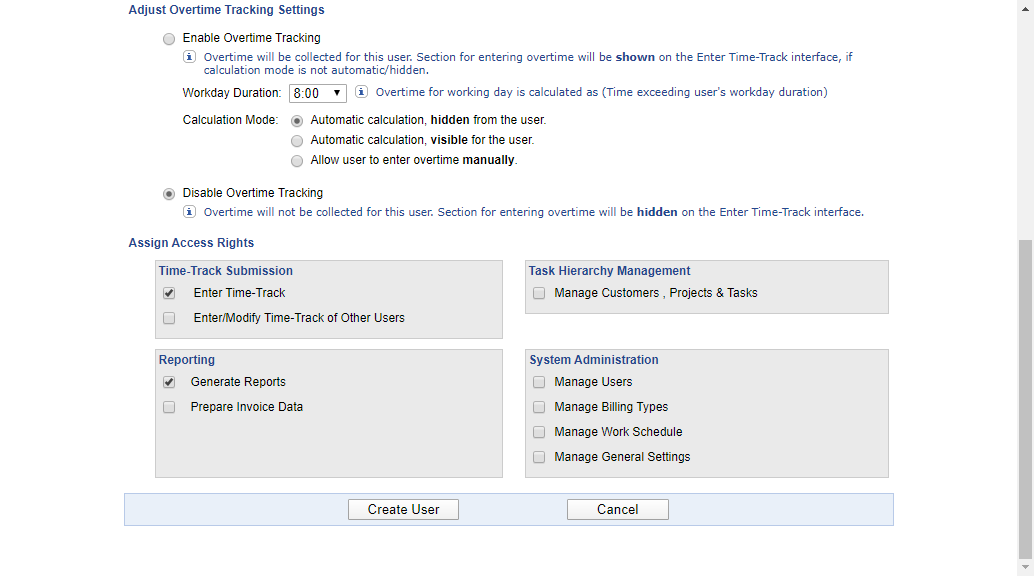 Adjust Overtime Tracking Settings
Enable Overtime Tracking
i Overtime will be collected for this user. Section for entering overtime will be shown on the Enter Time-Track interface, if
calculation mode is not automatic/hidden.
Workday Duration: 8:00 i Overtime for working day is calculated as (Time exceeding user's workday duration)
Calculation Mode: Automatic calculation, hidden from the user.
Automatic calculation, visible for the user.
Allow user to enter overtime manually.
Disable Overtime Tracking
i Overtime will not be collected for this user. Section for entering overtime will be hidden on the Enter Time-Track interface.
Assign Access Rights
Time-Track Submission
Enter Time-Track
Enter/Modify Time-Track of Other Users
Task Hierarchy Management
Manage Customers , Projects & Tasks
Reporting
Generate Reports
Prepare Invoice Data
System Administration
Manage Users
Manage Billing Types
Manage Work Schedule
Manage General Settings
Create User
Cancel